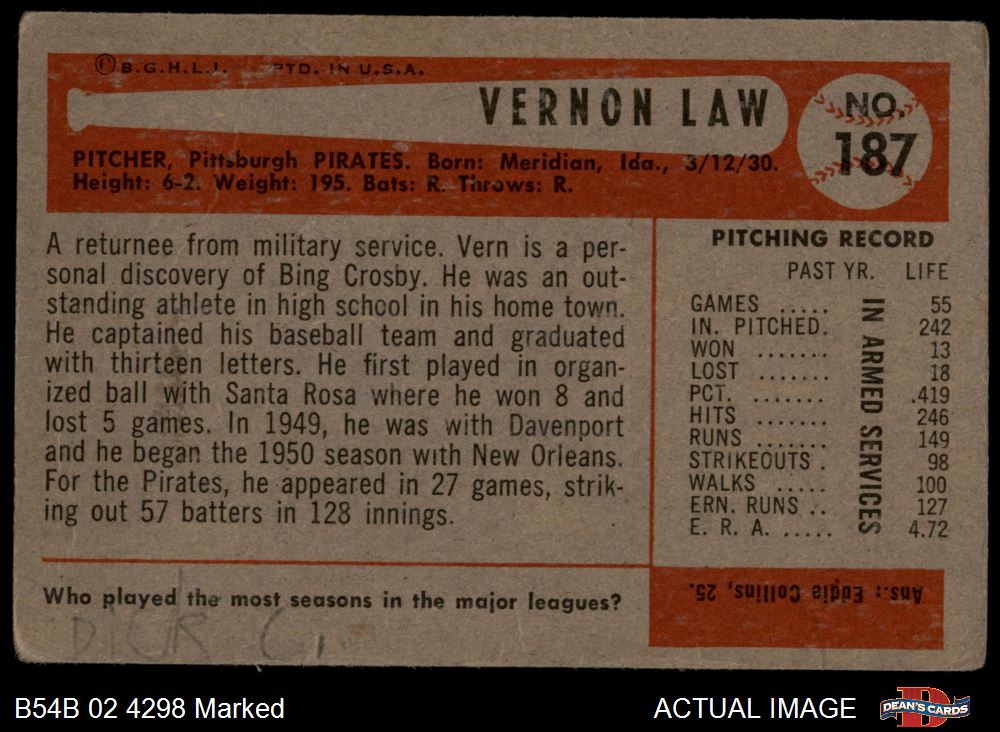 © B.G.H.L.I. PTD. IN U.S.A.
VERNON LAW
NO. 187
PITCHER, Pittsburgh PIRATES. Born: Meridian, Ida., 3/12/30.
Height: 6-2. Weight: 195. Bats: R. Throws: R.
A returnee from military service. Vern is a per-
sonal discovery of Bing Crosby. He was an out-
standing athlete in high school in his home town.
He captained his baseball team and graduated
with thirteen letters. He first played in organ-
ized ball with Santa Rosa where he won 8 and
lost 5 games. In 1949, he was with Davenport
and he began the 1950 season with New Orleans.
For the Pirates, he appeared in 27 games, strik-
ing out 57 batters in 128 innings.
PITCHING RECORD
PAST YR. LIFE
GAMES ..... 55
IN. PITCHED. 242
WON ....... 13
LOST ....... 18
PCT. ....... .419
HITS ....... 246
RUNS ....... 149
STRIKEOUTS . 98
WALKS ..... 100
ERN. RUNS .. 127
E. R. A. ..... 4.72
IN ARMED SERVICES
Who played the most seasons in the major leagues?
Ans.: Eddie Collins, 25.
DICK C.
B54B 02 4298 Marked
ACTUAL IMAGE
DEAN'S CARDS